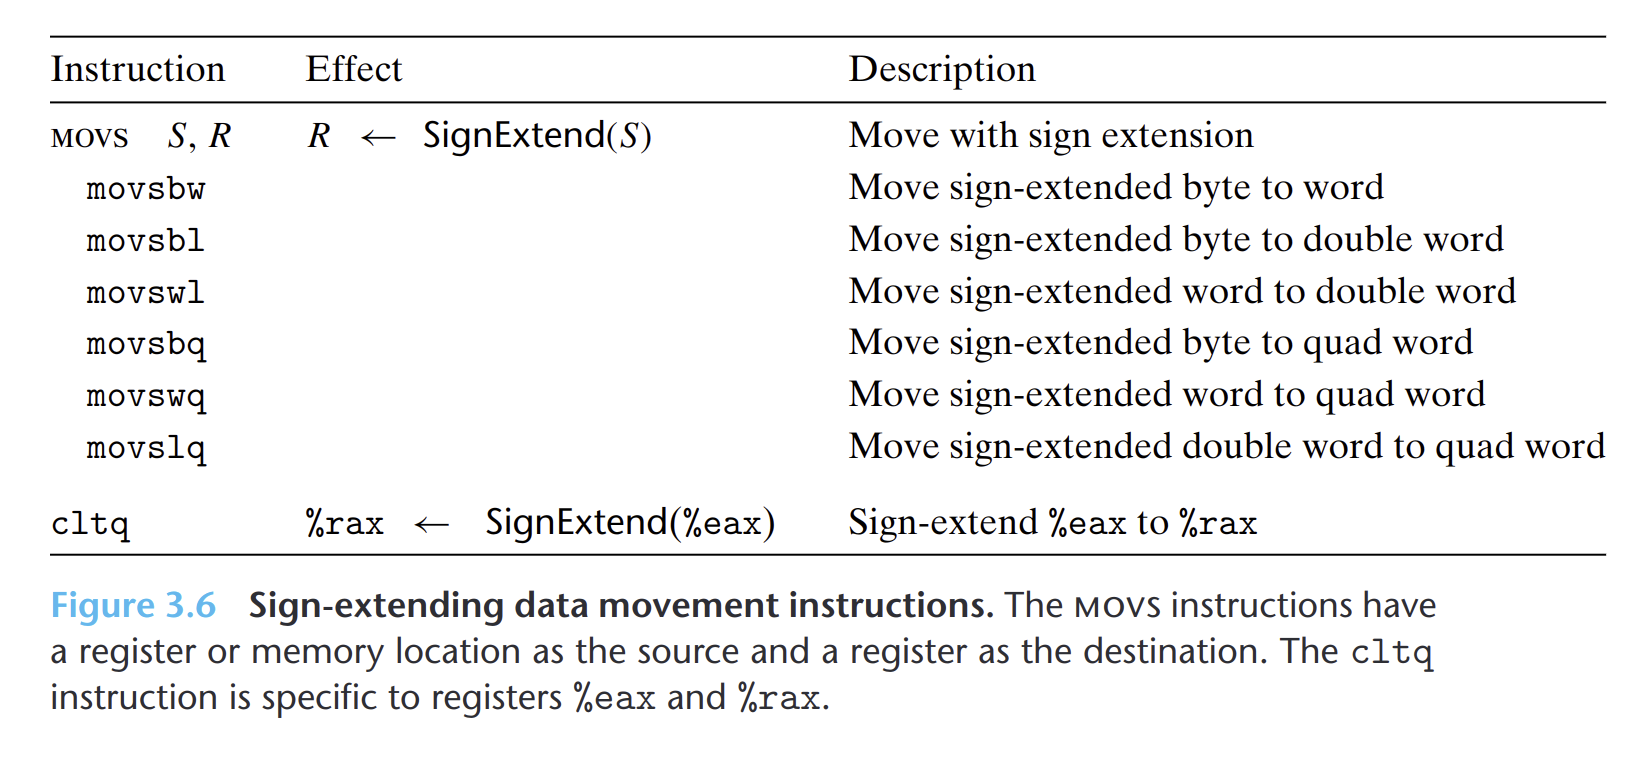 Instruction Effect Description
MOVS S, R R ← SignExtend(S) Move with sign extension
movsbw Move sign-extended byte to word
movsbl Move sign-extended byte to double word
movswl Move sign-extended word to double word
movsbq Move sign-extended byte to quad word
movswq Move sign-extended word to quad word
movslq Move sign-extended double word to quad word
cltq %rax ← SignExtend(%eax) Sign-extend %eax to %rax
Figure 3.6 Sign-extending data movement instructions. The MOVS instructions have
a register or memory location as the source and a register as the destination. The cltq
instruction is specific to registers %eax and %rax.